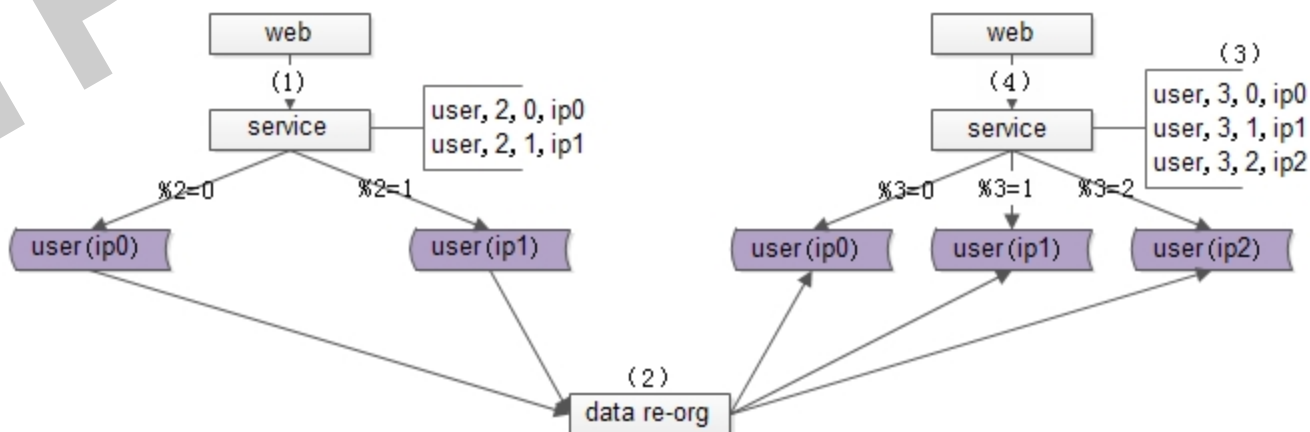 web
(1)
service
user, 2, 0, ip0
user, 2, 1, ip1
%2=0
%2=1
user(ip0)
user(ip1)
web
(3)
(4)
service
user, 3, 0, ip0
user, 3, 1, ip1
user, 3, 2, ip2
%3=0
%3=1
%3=2
user(ip0)
user(ip1)
user(ip2)
(2)
data re-org